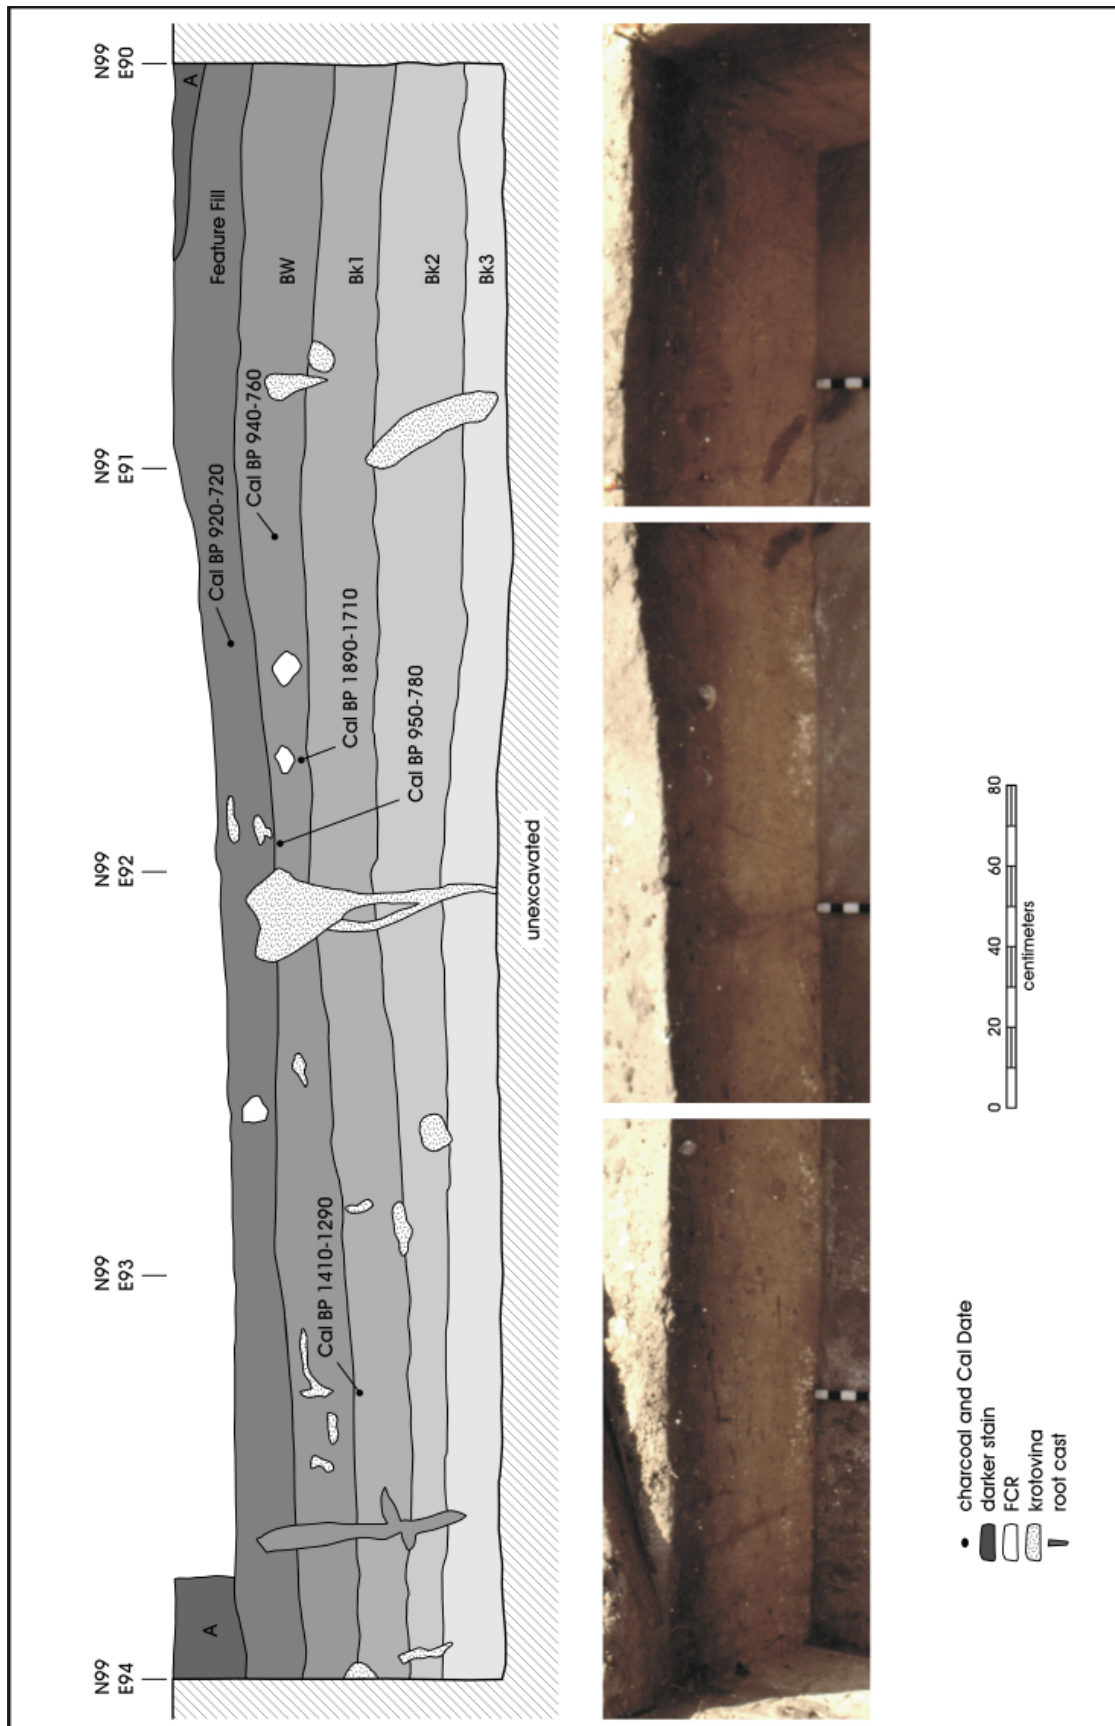 N99
E90
N99
E91
N99
E92
N99
E93
N99
E94
A
Feature Fill
BW
Bk1
Bk2
Bk3
Cal BP 920-720
Cal BP 940-760
Cal BP 1890-1710
Cal BP 950-780
Cal BP 1410-1290
A
unexcavated
0 20 40 60 80
centimeters
charcoal and Cal Date
darker stain
FCR
krotovina
root cast